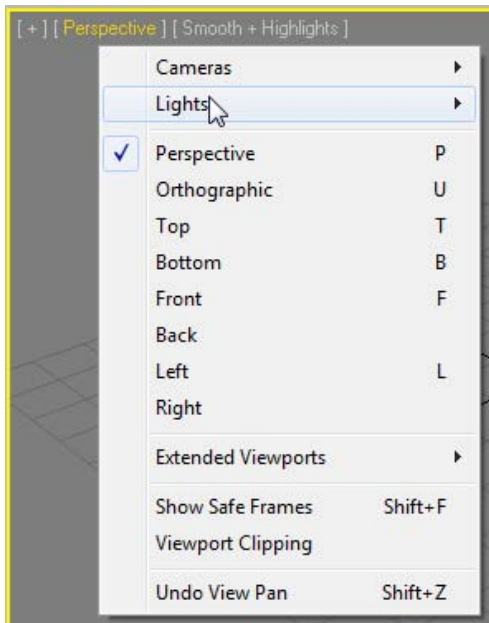 [ + ] [ Perspective ] [ Smooth + Highlights ]
Cameras
Lights
Perspective P
Orthographic U
Top T
Bottom B
Front F
Back
Left L
Right
Extended Viewports
Show Safe Frames Shift+F
Viewport Clipping
Undo View Pan Shift+Z